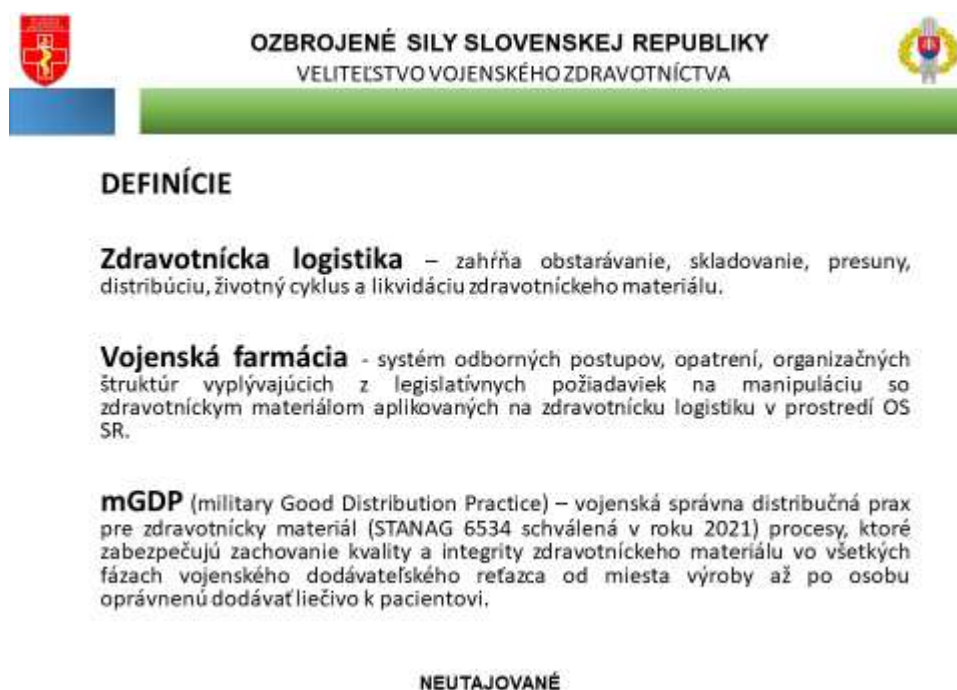 OZBROJENÉ SILY SLOVENSKEJ REPUBLIKY
VELITEĽSTVO VOJENSKÉHO ZDRAVOTNÍCTVA
DEFINÍCIE
Zdravotnícka logistika – zahŕňa obstarávanie, skladovanie, presuny,
distribúciu, životný cyklus a likvidáciu zdravotníckeho materiálu.
Vojenská farmácia - systém odborných postupov, opatrení, organizačných
štruktúr vyplývajúcich z legislatívnych požiadaviek na manipuláciu so
zdravotníckym materiálom aplikovaných na zdravotnícku logistiku v prostredí OS
SR.
mGDP (military Good Distribution Practice) – vojenská správna distribučná prax
pre zdravotnícky materiál (STANAG 6534 schválená v roku 2021) procesy, ktoré
zabezpečujú zachovanie kvality a integrity zdravotníckeho materiálu vo všetkých
fázach vojenského dodávateľského reťazca od miesta výroby až po osobu
oprávnenú dodávať liečivo k pacientovi.
NEUTAJOVANÉ